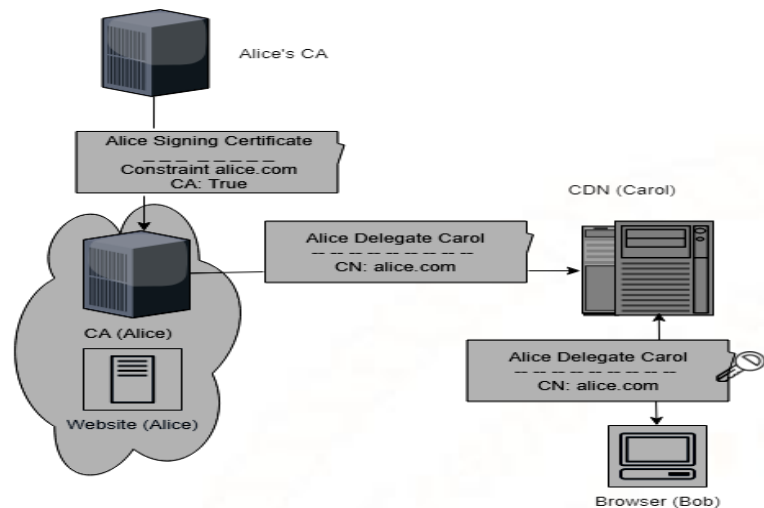 Alice's CA
Alice Signing Certificate
Constraint alice.com
CA: True
CDN (Carol)
Alice Delegate Carol
CN: alice.com
CA (Alice)
Alice Delegate Carol
CN: alice.com
Website (Alice)
Browser (Bob)